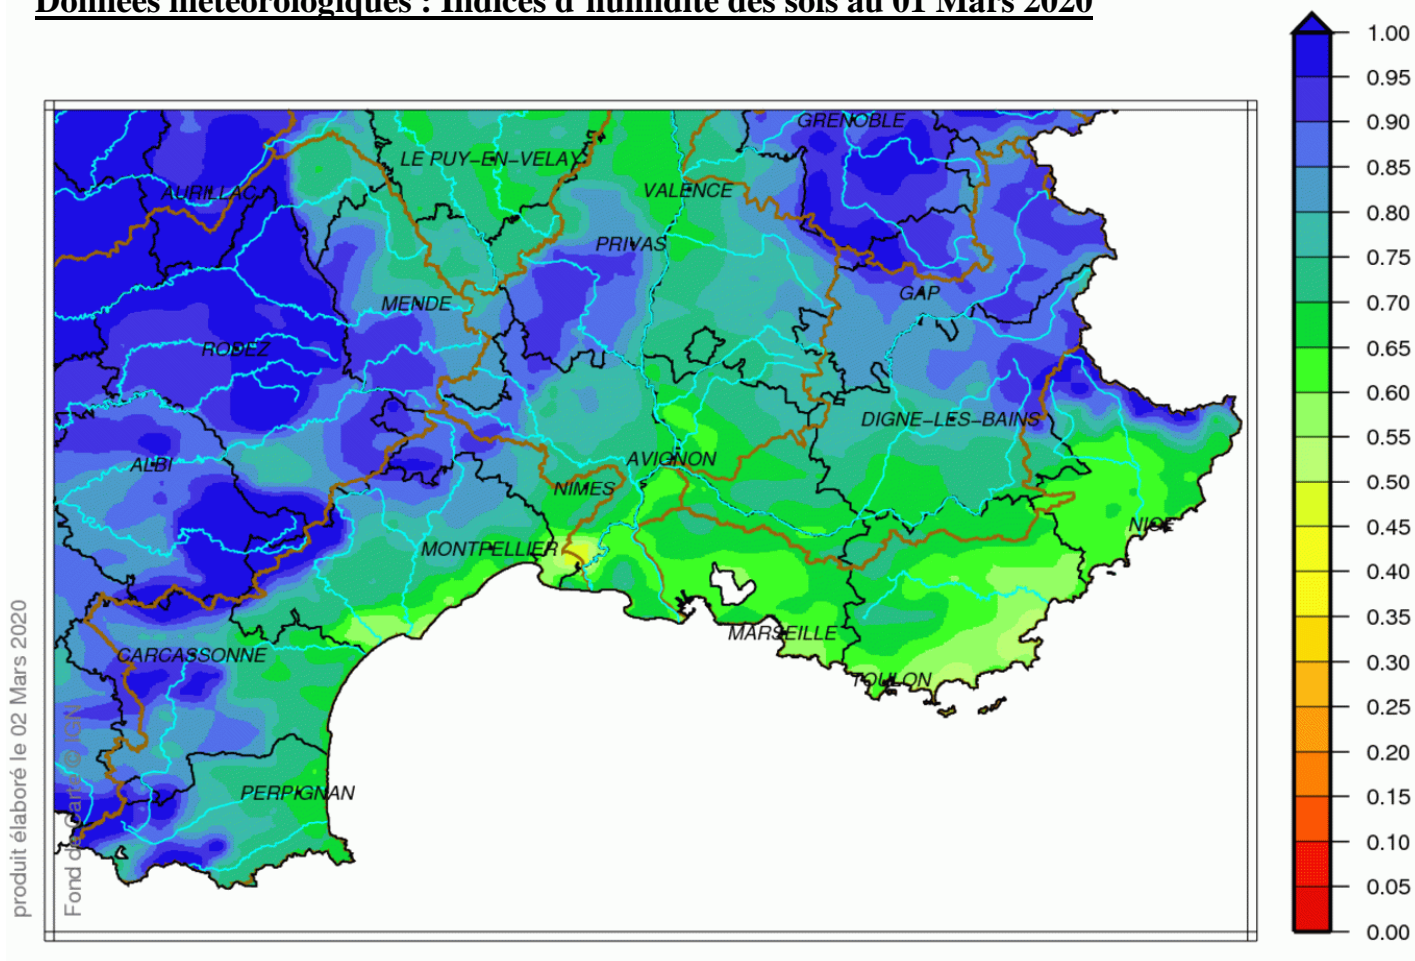 Données météorologiques : Indices d'humidité des sols au 01 Mars 2020
1.00
0.95
0.90
0.85
0.80
0.75
0.70
0.65
0.60
0.55
0.50
0.45
0.40
0.35
0.30
0.25
0.20
0.15
0.10
0.05
0.00
GRENOBLE
LE PUY-EN-VELAY
AURILLAC
VALENCE
PRIVAS
GAP
MENDE
RODEZ
DIGNE-LES-BAINS
AVIGNON
ALBI
NIMES
NICE
MONTPELLIER
MARSEILLE
CARCASSONNE
TOULON
PERPIGNAN
produit élaboré le 02 Mars 2020
Fond de Carte © IGN